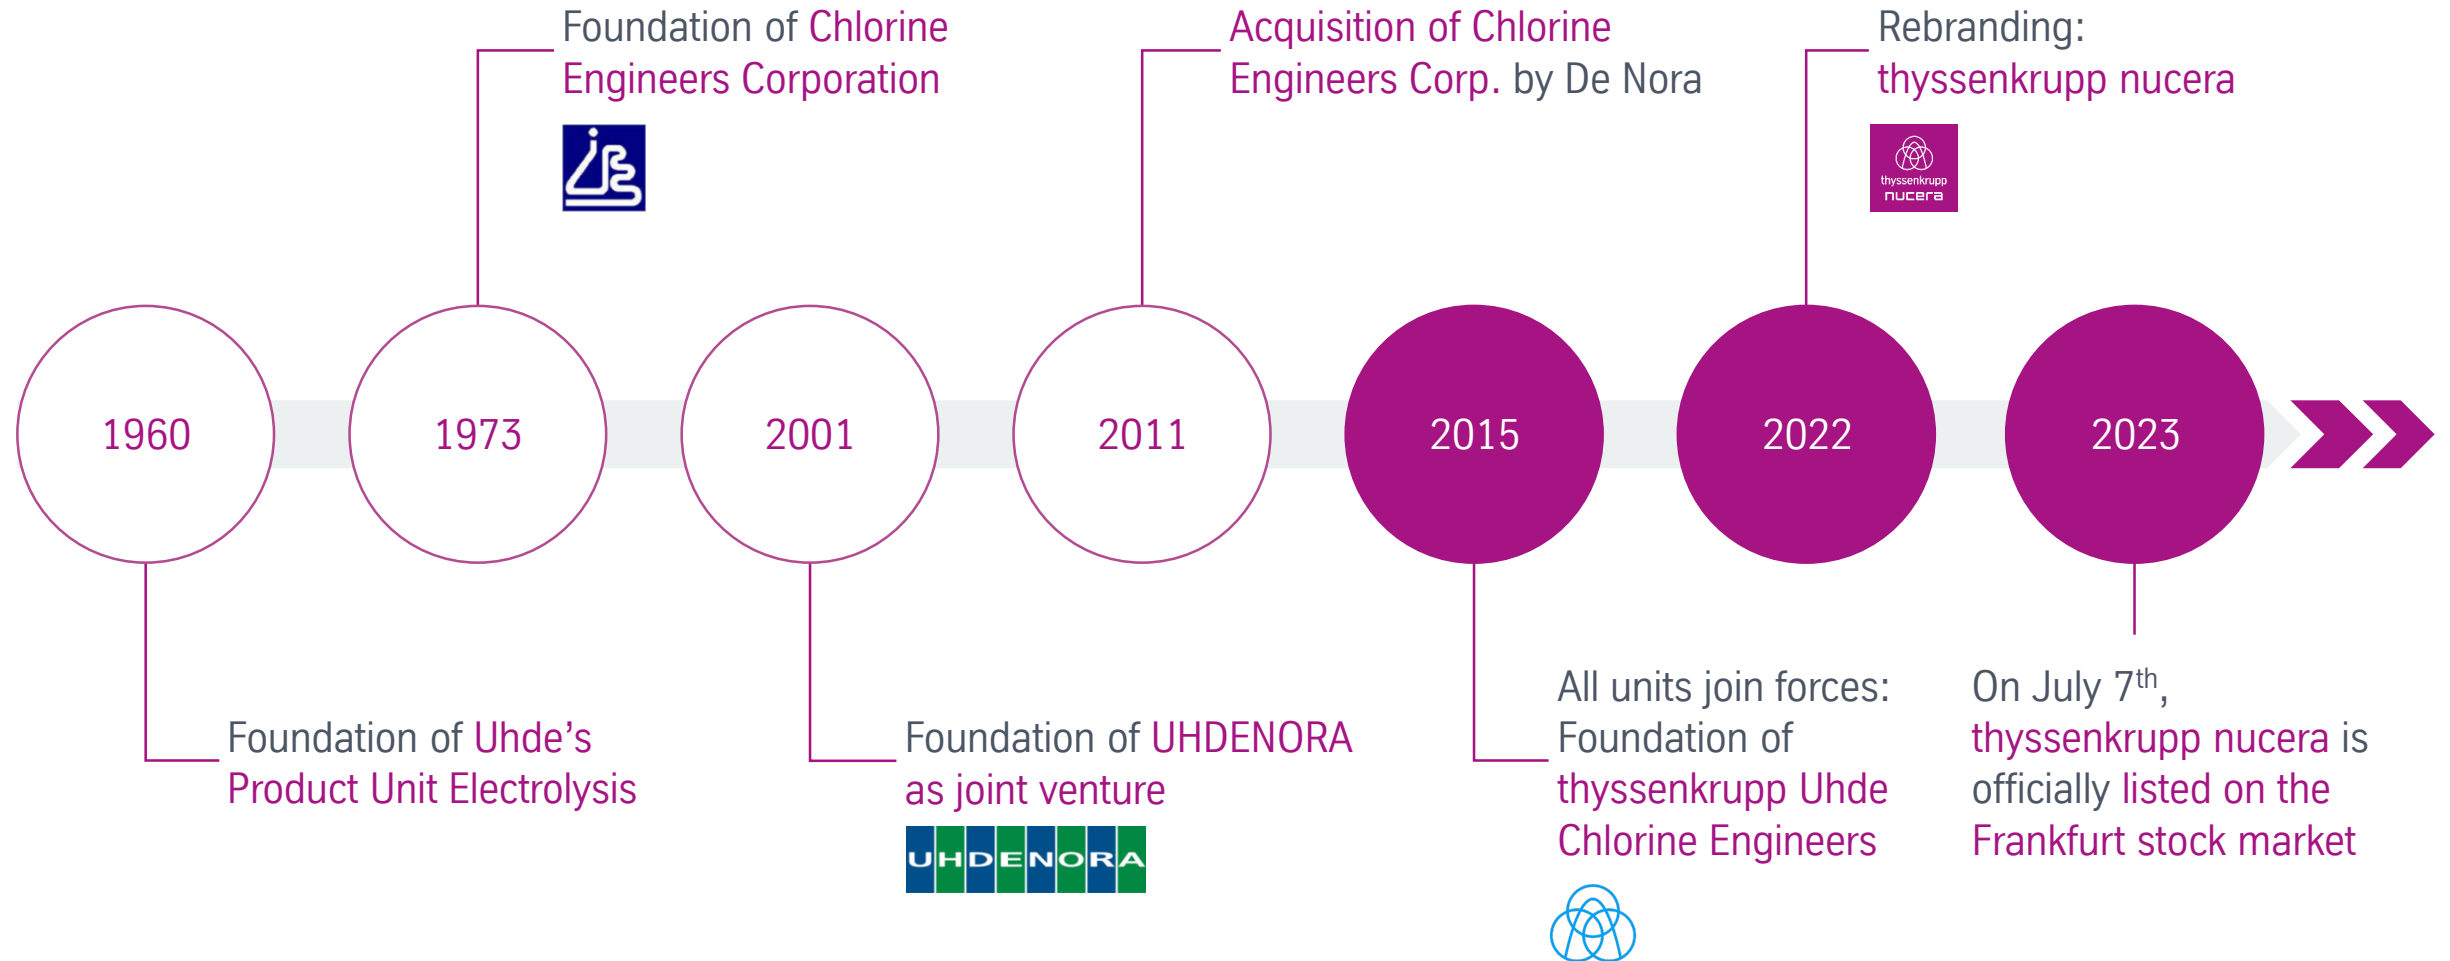 Foundation of Chlorine
Engineers Corporation
Acquisition of Chlorine
Engineers Corp. by De Nora
Rebranding:
thyssenkrupp nucera
thyssenkrupp
nucera
1960
1973
2001
2011
2015
2022
2023
Foundation of Uhde’s
Product Unit Electrolysis
Foundation of UHDENORA
as joint venture
UHDENORA
All units join forces:
Foundation of
thyssenkrupp Uhde
Chlorine Engineers
On July 7th,
thyssenkrupp nucera is
officially listed on the
Frankfurt stock market